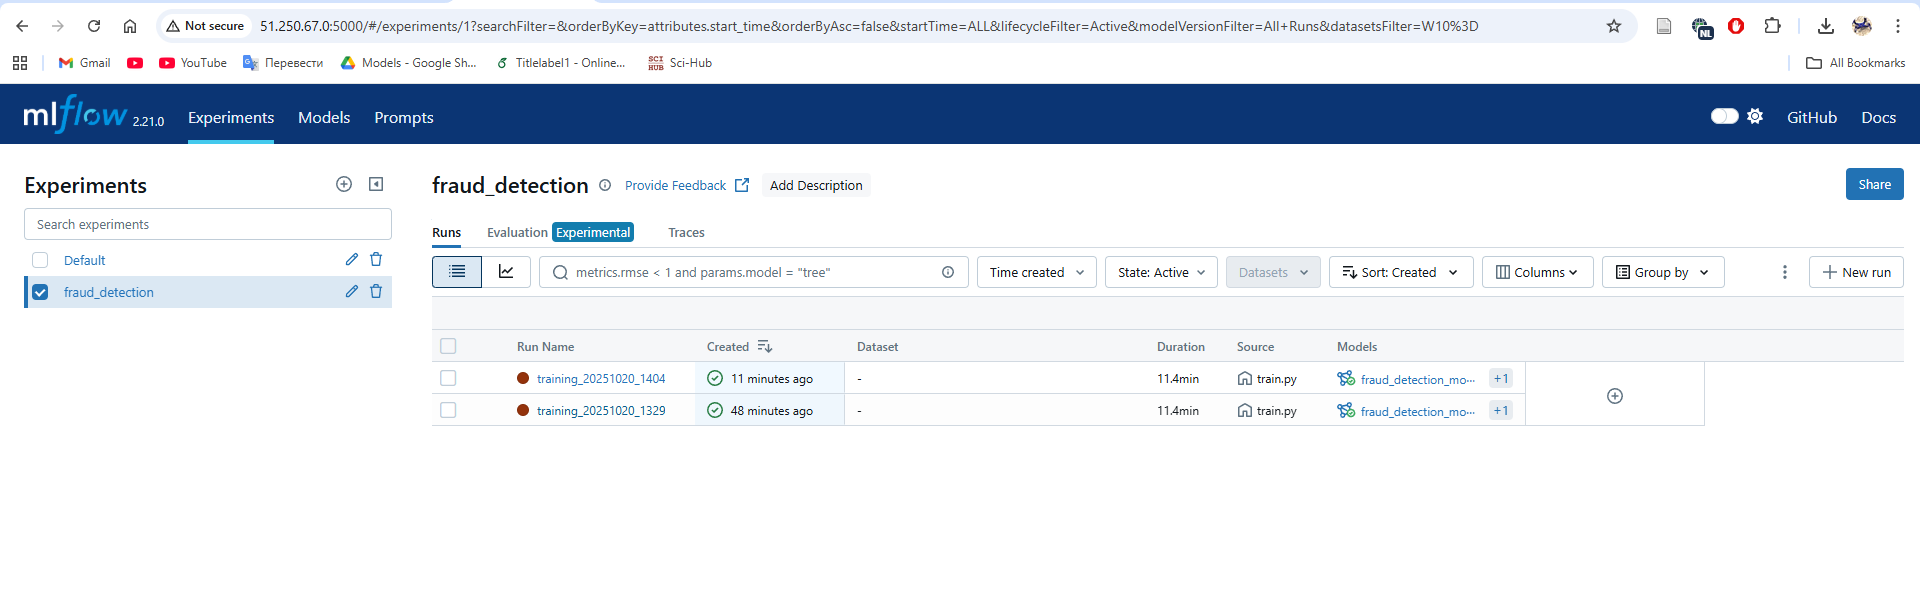 Not secure 51.250.67.0:5000/#/experiments/1?searchFilter=&orderByKey=attributes.start_time&orderByAsc=false&startTime=ALL&lifecycleFilter=Active&modelVersionFilter=All+Runs&datasetsFilter=W10%3D NL
Gmail YouTube Перевести Models - Google Sh... Titlelabel1 - Online... SCI HUB Sci-Hub All Bookmarks
mlflow 2.21.0 Experiments Models Prompts GitHub Docs
Experiments fraud_detection Provide Feedback Add Description Share
Search experiments
Runs Evaluation Experimental Traces
Default
fraud_detection
metrics.rmse < 1 and params.model = "tree" Time created State: Active Datasets Sort: Created Columns Group by New run
Run Name Created Dataset Duration Source Models
training_20251020_1404 11 minutes ago - 11.4min train.py fraud_detection_mo... +1
training_20251020_1329 48 minutes ago - 11.4min train.py fraud_detection_mo... +1